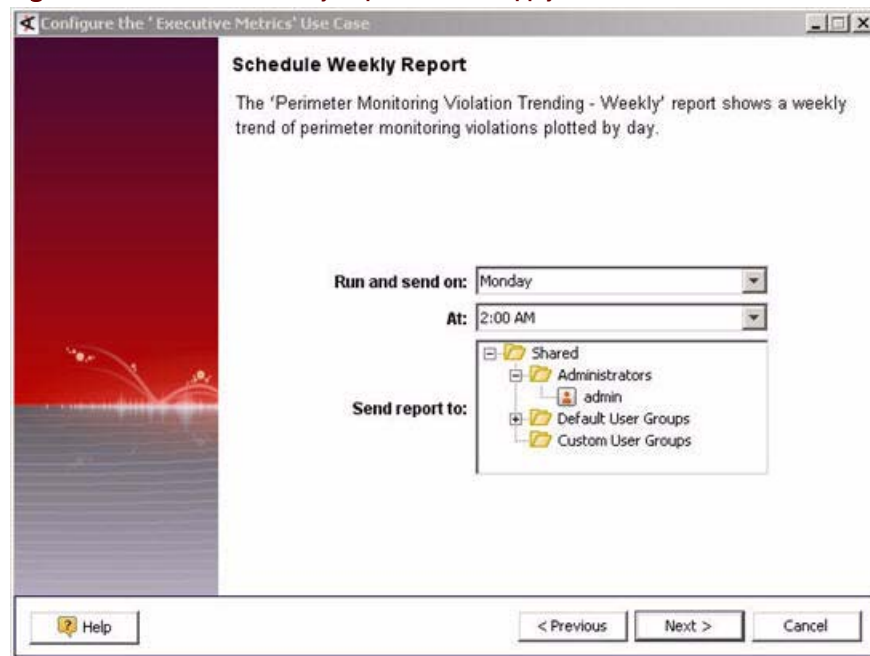 Configure the 'Executive Metrics' Use Case
Schedule Weekly Report
The 'Perimeter Monitoring Violation Trending - Weekly' report shows a weekly
trend of perimeter monitoring violations plotted by day.
Run and send on: Monday
At: 2:00 AM
Send report to:
Shared
Administrators
admin
Default User Groups
Custom User Groups
Help
< Previous
Next >
Cancel